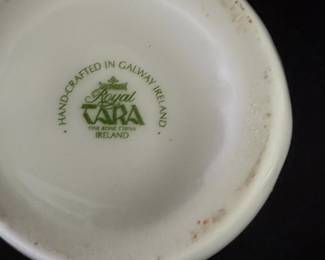 · HAND-CRAFTED IN GALWAY IRELAND ·
Royal
TARA
FINE BONE CHINA
IRELAND